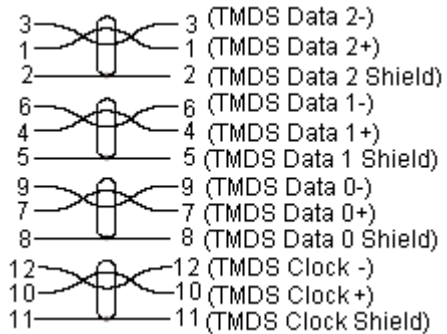 3 3 (TMDS Data 2-)
1 1 (TMDS Data 2+)
2 2 (TMDS Data 2 Shield)
6 6 (TMDS Data 1-)
4 4 (TMDS Data 1+)
5 5 (TMDS Data 1 Shield)
9 9 (TMDS Data 0-)
7 7 (TMDS Data 0+)
8 8 (TMDS Data 0 Shield)
12 12 (TMDS Clock -)
10 10 (TMDS Clock +)
11 11 (TMDS Clock Shield)